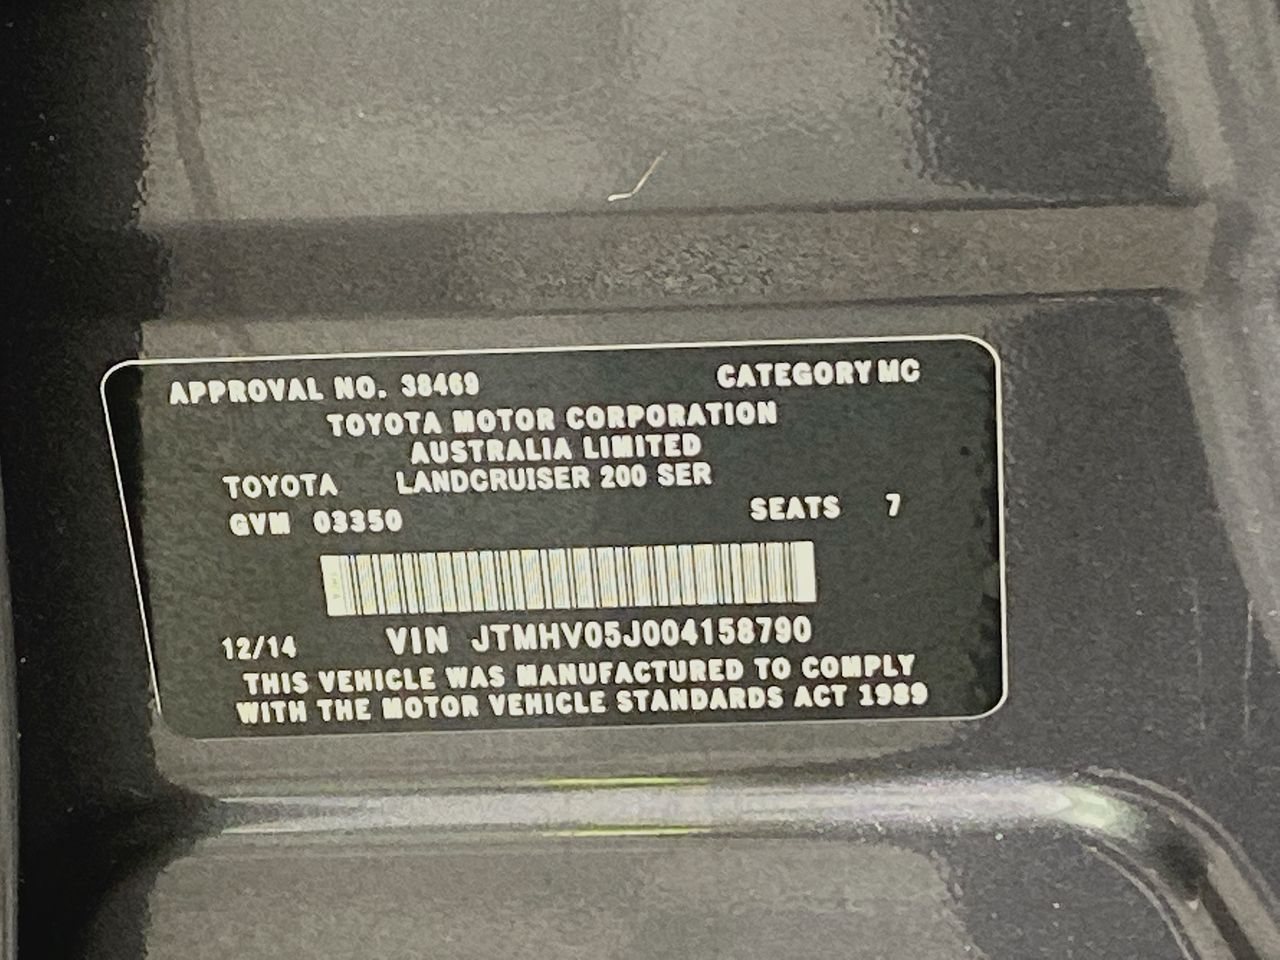 APPROVAL NO. 38469 CATEGORY MC
TOYOTA MOTOR CORPORATION
AUSTRALIA LIMITED
TOYOTA LANDCRUISER 200 SER
GVM 03350 SEATS 7
12/14 VIN JTMHV05J004158790
THIS VEHICLE WAS MANUFACTURED TO COMPLY
WITH THE MOTOR VEHICLE STANDARDS ACT 1989